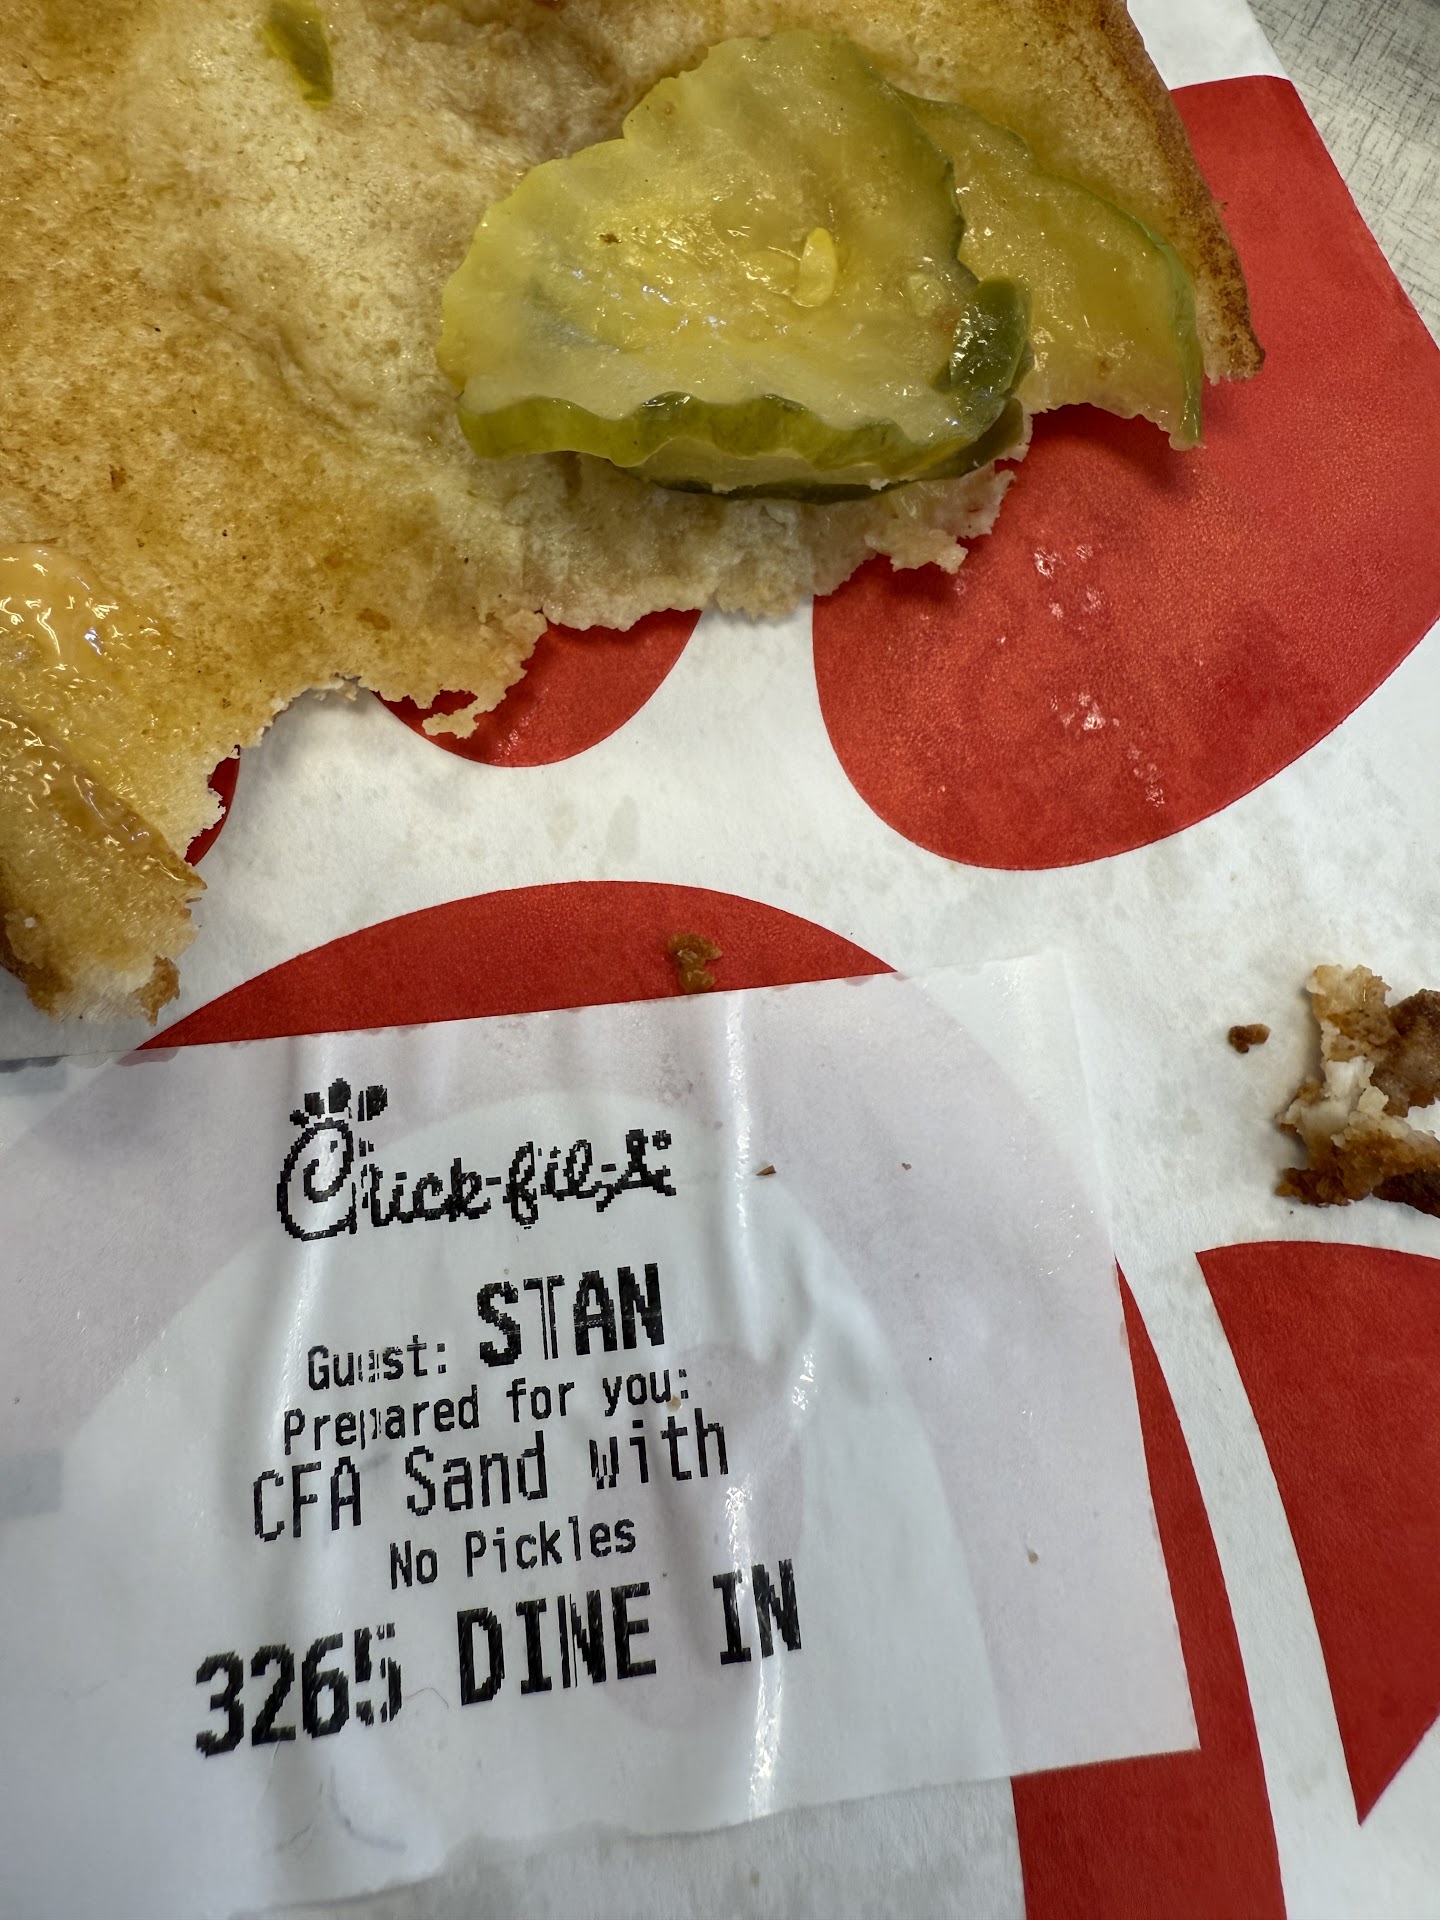 Chick-fil-A
Guest: STAN
Prepared for you:
CFA Sand with
No Pickles
3265 DINE IN